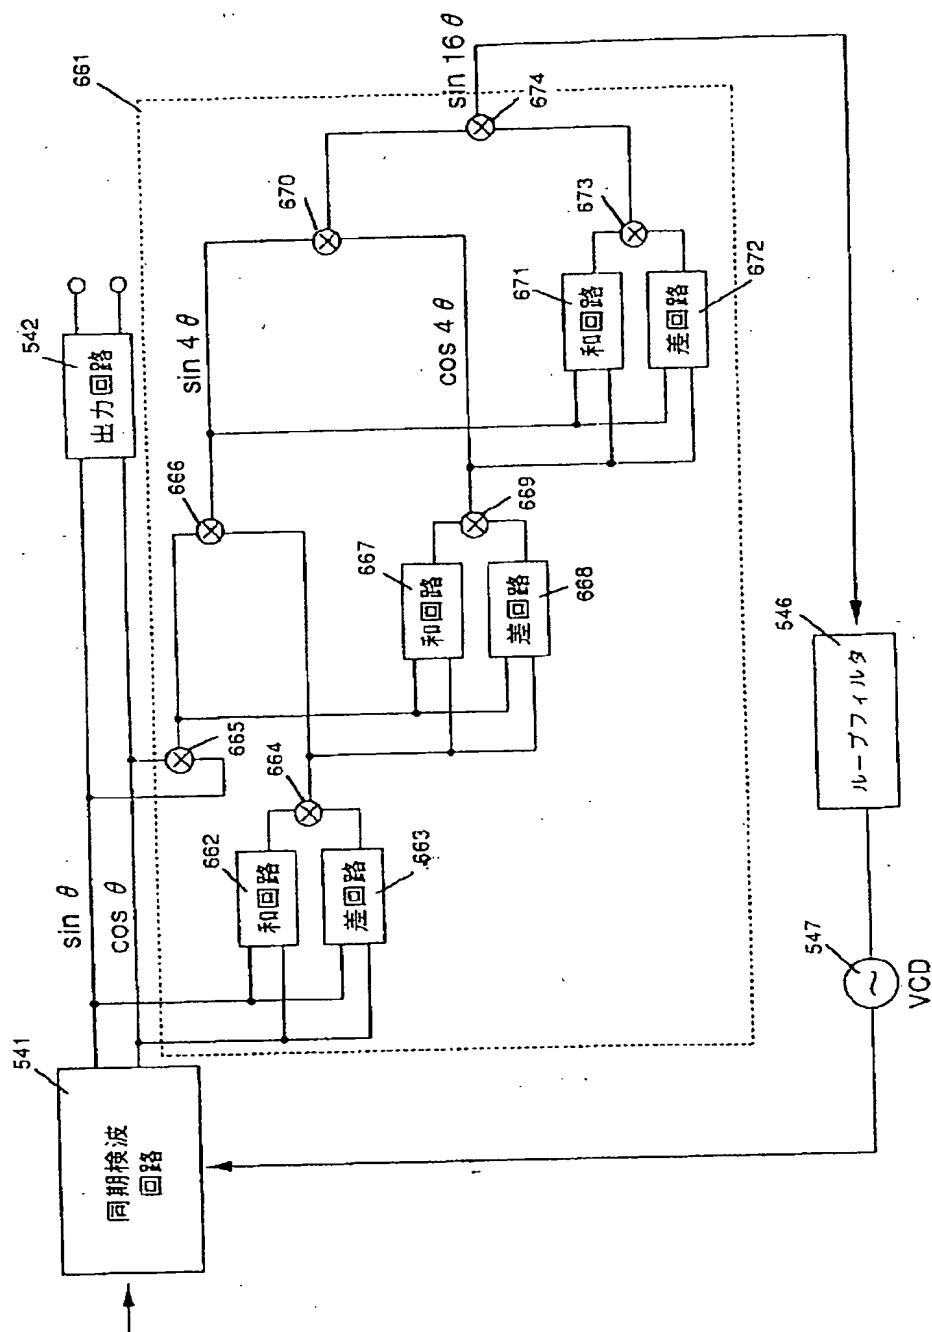 541
同期検波
回路
sin θ
cos θ
542
出力回路
661
662
和回路
663
差回路
664
665
666
sin 4θ
667
和回路
668
差回路
669
cos 4θ
670
671
和回路
672
差回路
673
674
sin 16θ
546
ループフィルタ
547
VCD